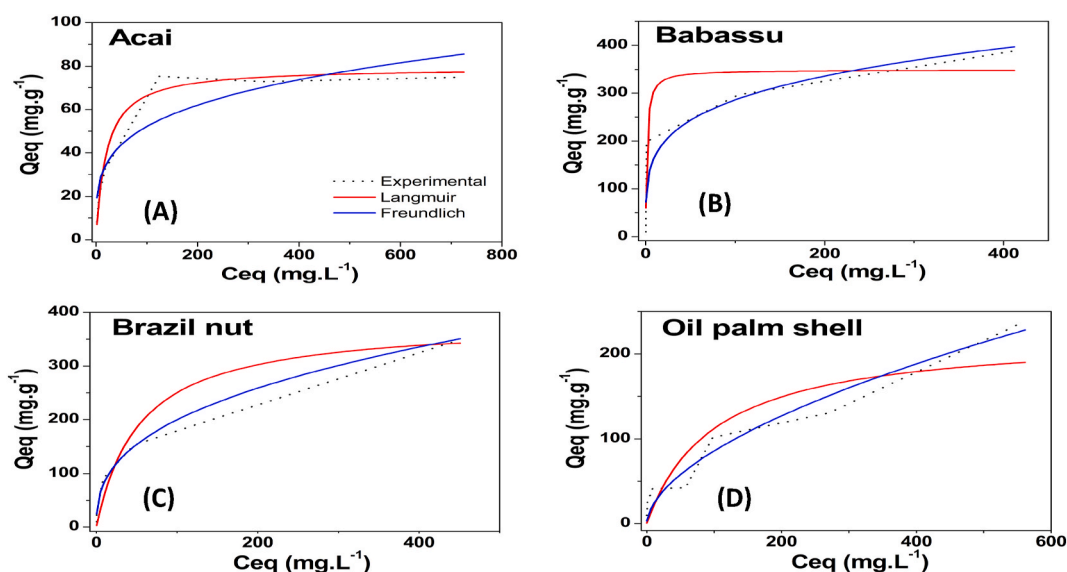 Acai
Qeq (mg.g-1)
100
80
60
40
20
0
Experimental
Langmuir
Freundlich
(A)
0 200 400 600 800
Ceq (mg.L-1)
Babassu
Qeq (mg.g-1)
400
300
200
100
0
(B)
0 200 400
Ceq (mg.L-1)
Brazil nut
Qeq (mg.g-1)
400
300
200
100
0
(C)
0 200 400
Ceq (mg.L-1)
Oil palm shell
Qeq (mg.g-1)
200
100
0
(D)
0 100 200 300 400 500 600
Ceq (mg.L-1)